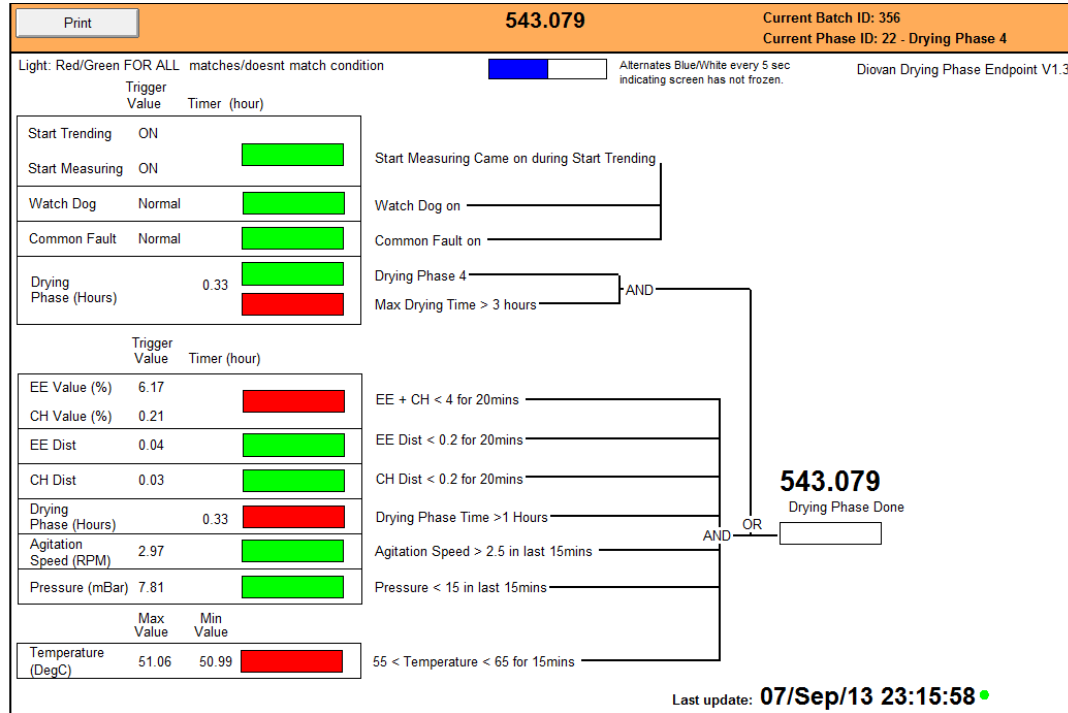 Print
543.079
Current Batch ID: 356
Current Phase ID: 22 - Drying Phase 4
Light: Red/Green FOR ALL matches/doesnt match condition
Alternates Blue/White every 5 sec
indicating screen has not frozen.
Diovan Drying Phase Endpoint V1.3
Trigger
Value Timer (hour)
Start Trending ON
Start Measuring ON
Start Measuring Came on during Start Trending
Watch Dog Normal
Watch Dog on
Common Fault Normal
Common Fault on
Drying
Phase (Hours) 0.33
Drying Phase 4
Max Drying Time > 3 hours
AND
Trigger
Value Timer (hour)
EE Value (%) 6.17
CH Value (%) 0.21
EE + CH < 4 for 20mins
EE Dist 0.04
EE Dist < 0.2 for 20mins
CH Dist 0.03
CH Dist < 0.2 for 20mins
Drying
Phase (Hours) 0.33
Drying Phase Time >1 Hours
Agitation
Speed (RPM) 2.97
Agitation Speed > 2.5 in last 15mins
Pressure (mBar) 7.81
Pressure < 15 in last 15mins
AND
OR
543.079
Drying Phase Done
Max
Value
Min
Value
Temperature
(DegC) 51.06 50.99
55 < Temperature < 65 for 15mins
Last update: 07/Sep/13 23:15:58